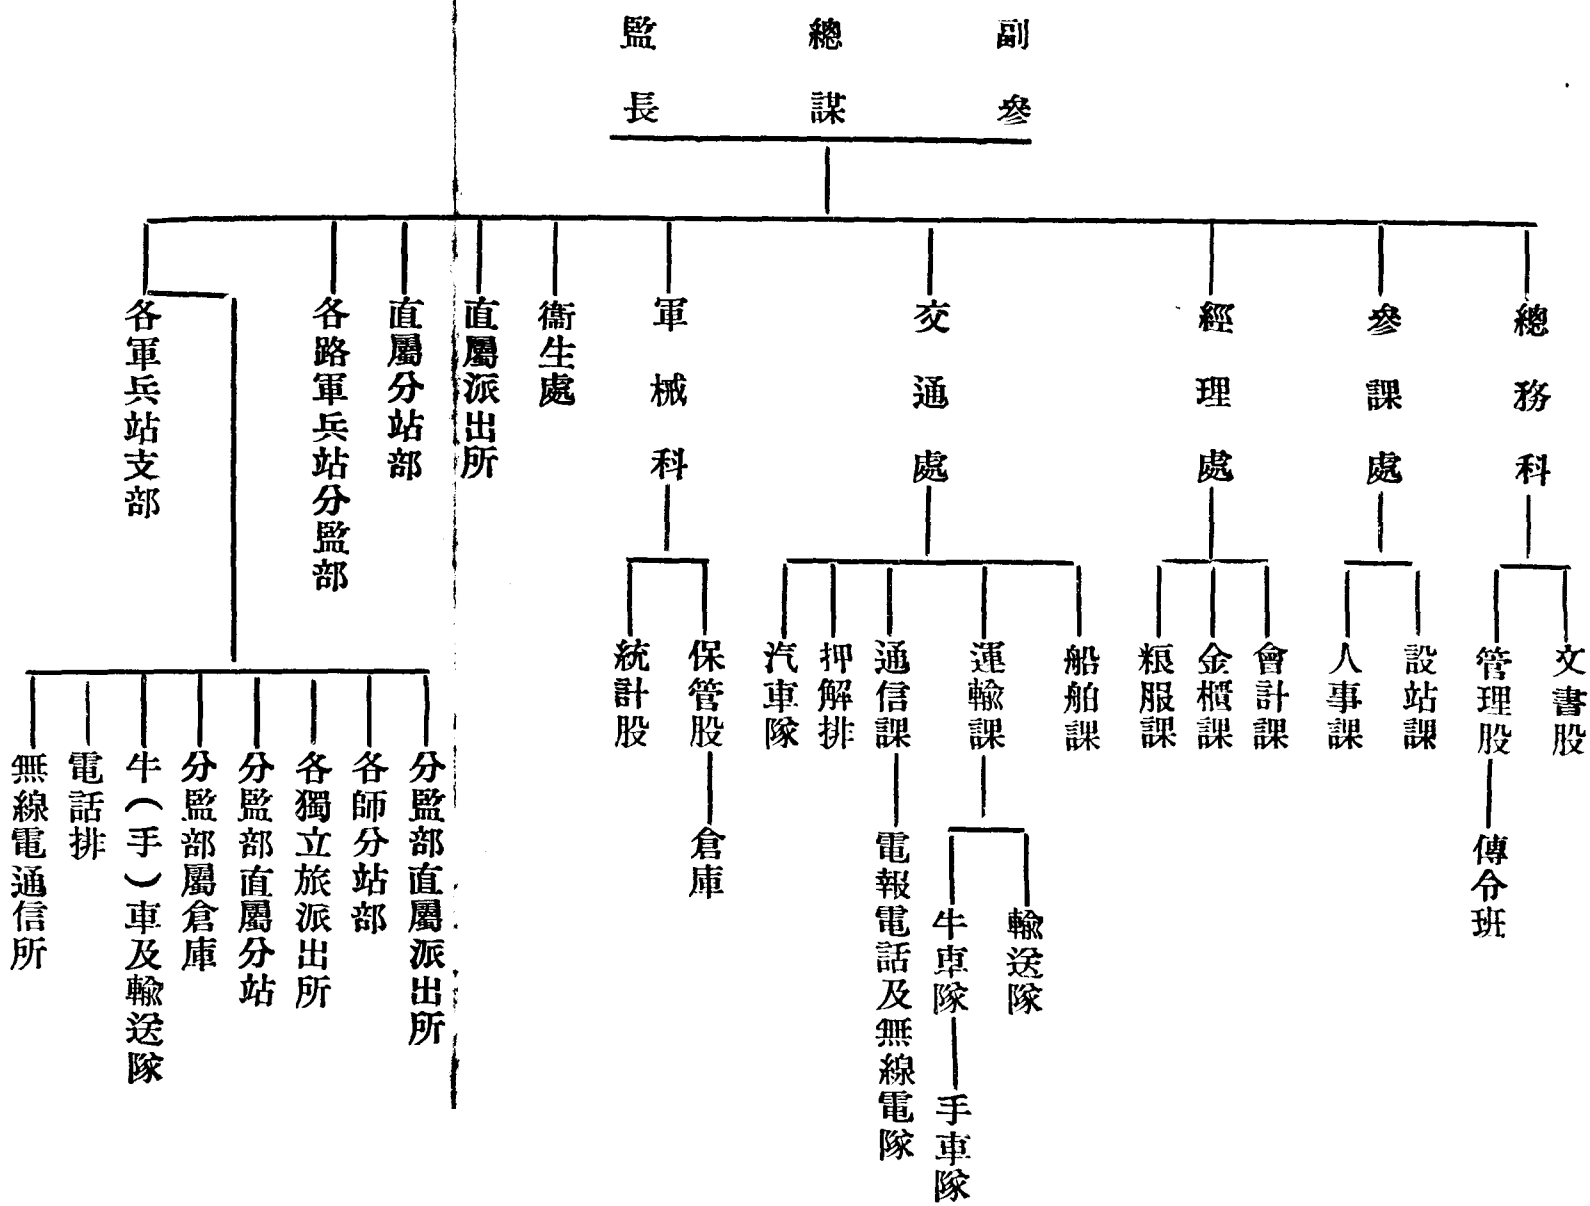 副參
總謀
監長
總務科
參課處
經理處
交通處
軍械科
衞生處
直屬派出所
直屬分站部
各路軍兵站分監部
各軍兵站支部
文書股
管理股
傳令班
設站課
人事課
會計課
金櫃課
粮服課
船舶課
運輸課
輸送隊
牛車隊
手車隊
通信課
電報電話及無線電隊
押解排
汽車隊
保管股
倉庫
統計股
分監部直屬派出所
各師分站部
各獨立旅派出所
分監部直屬分站
分監部屬倉庫
牛(手)車及輸送隊
電話排
無線電通信所